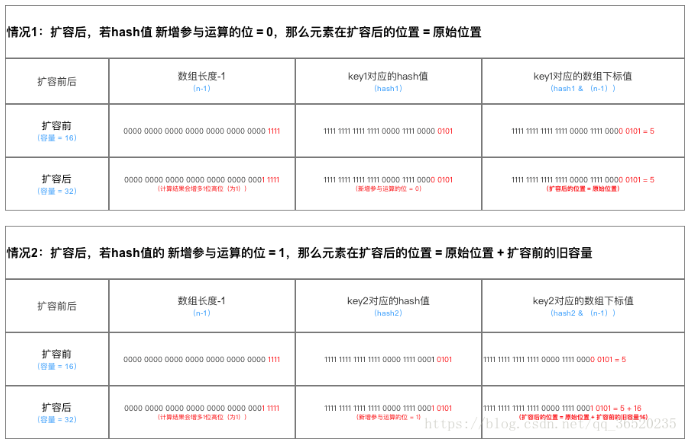 情况1：扩容后，若hash值 新增参与运算的位 = 0，那么元素在扩容后的位置 = 原始位置
扩容前后
数组长度-1
（n-1）
key1对应的hash值
（hash1）
key1对应的数组下标值
（hash1 & （n-1））
扩容前
（容量 = 16）
0000 0000 0000 0000 0000 0000 0000 1111
1111 1111 1111 1111 0000 1111 0000 0101
1111 1111 1111 1111 0000 1111 0000 0101 = 5
扩容后
（容量 = 32）
0000 0000 0000 0000 0000 0000 0001 1111
（计算结果会增多1位高位（为1））
1111 1111 1111 1111 0000 1111 0000 0101
（新增参与运算的位 = 0）
1111 1111 1111 1111 0000 1111 0000 0101 = 5
（扩容后的位置 = 原始位置）
情况2：扩容后，若hash值的 新增参与运算的位 = 1，那么元素在扩容后的位置 = 原始位置 + 扩容前的旧容量
扩容前后
数组长度-1
（n-1）
key2对应的hash值
（hash2）
key2对应的数组下标值
（hash2 & （n-1））
扩容前
（容量 = 16）
0000 0000 0000 0000 0000 0000 0000 1111
1111 1111 1111 1111 0000 1111 0001 0101
1111 1111 1111 1111 0000 1111 0000 0101 = 5
扩容后
（容量 = 32）
0000 0000 0000 0000 0000 0000 0001 1111
（计算结果会增多1位高位（为1））
1111 1111 1111 1111 0000 1111 0001 0101
（新增参与运算的位 = 1）
1111 1111 1111 1111 0000 1111 0001 0101 = 5 + 16
（扩容后的位置 = 原始位置 + 扩容前的旧容量16）
https://blog.csdn.net/qq_36520235